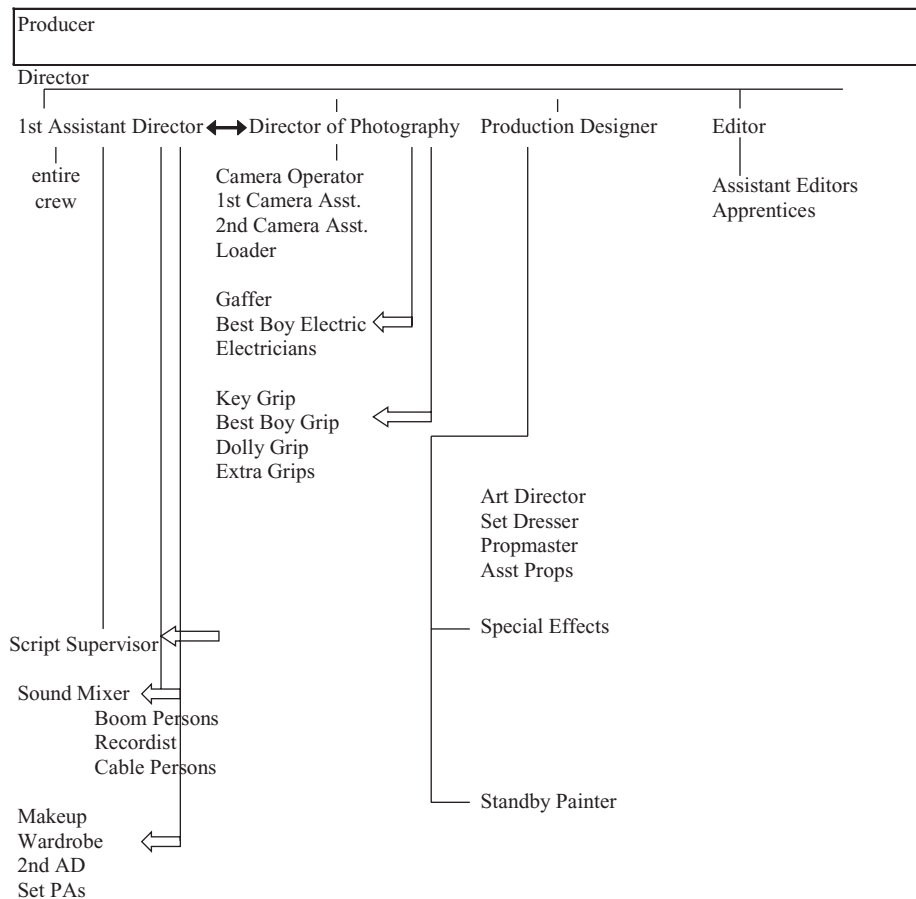 Producer
Director
1st Assistant Director
Director of Photography
Production Designer
Editor
entire
crew
Camera Operator
1st Camera Asst.
2nd Camera Asst.
Loader
Assistant Editors
Apprentices
Gaffer
Best Boy Electric
Electricians
Key Grip
Best Boy Grip
Dolly Grip
Extra Grips
Art Director
Set Dresser
Propmaster
Asst Props
Script Supervisor
Special Effects
Sound Mixer
Boom Persons
Recordist
Cable Persons
Standby Painter
Makeup
Wardrobe
2nd AD
Set PAs